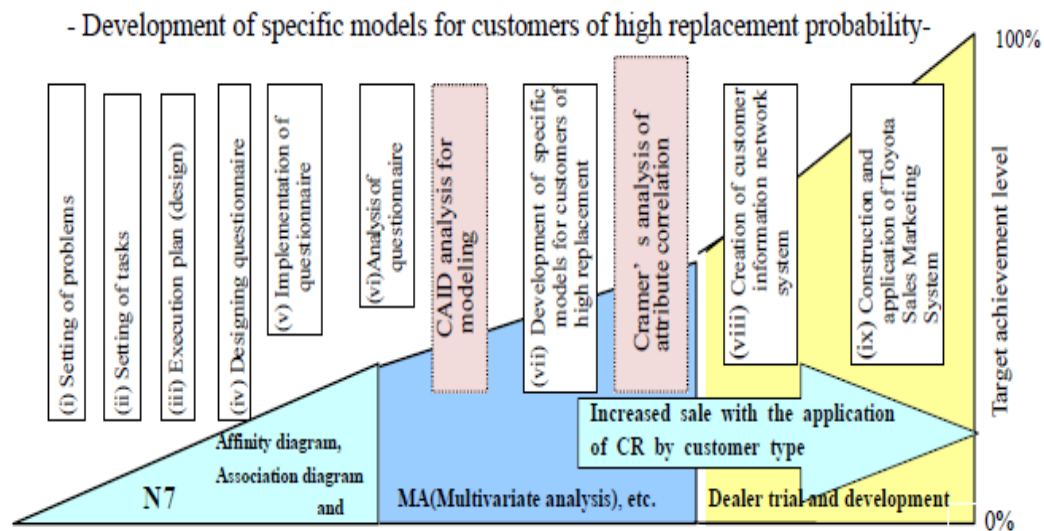 - Development of specific models for customers of high replacement probability-
100%
(i) Setting of problems
(ii) Setting of tasks
(iii) Execution plan (design)
(iv) Designing questionnaire
(v) Implementation of
questionnaire
(vi)Analysis of
questionnaire
CAID analysis for
modeling
(vii) Development of specific
models for customers of
high replacement
Cramer's analysis of
attribute correlation
(viii) Creation of customer
information network
system
(ix) Construction and
application of Toyota
Sales Marketing
System
Target achievement level
Increased sale with the application
of CR by customer type
Affinity diagram,
Association diagram
and
N7
MA(Multivariate analysis), etc.
Dealer trial and development
0%